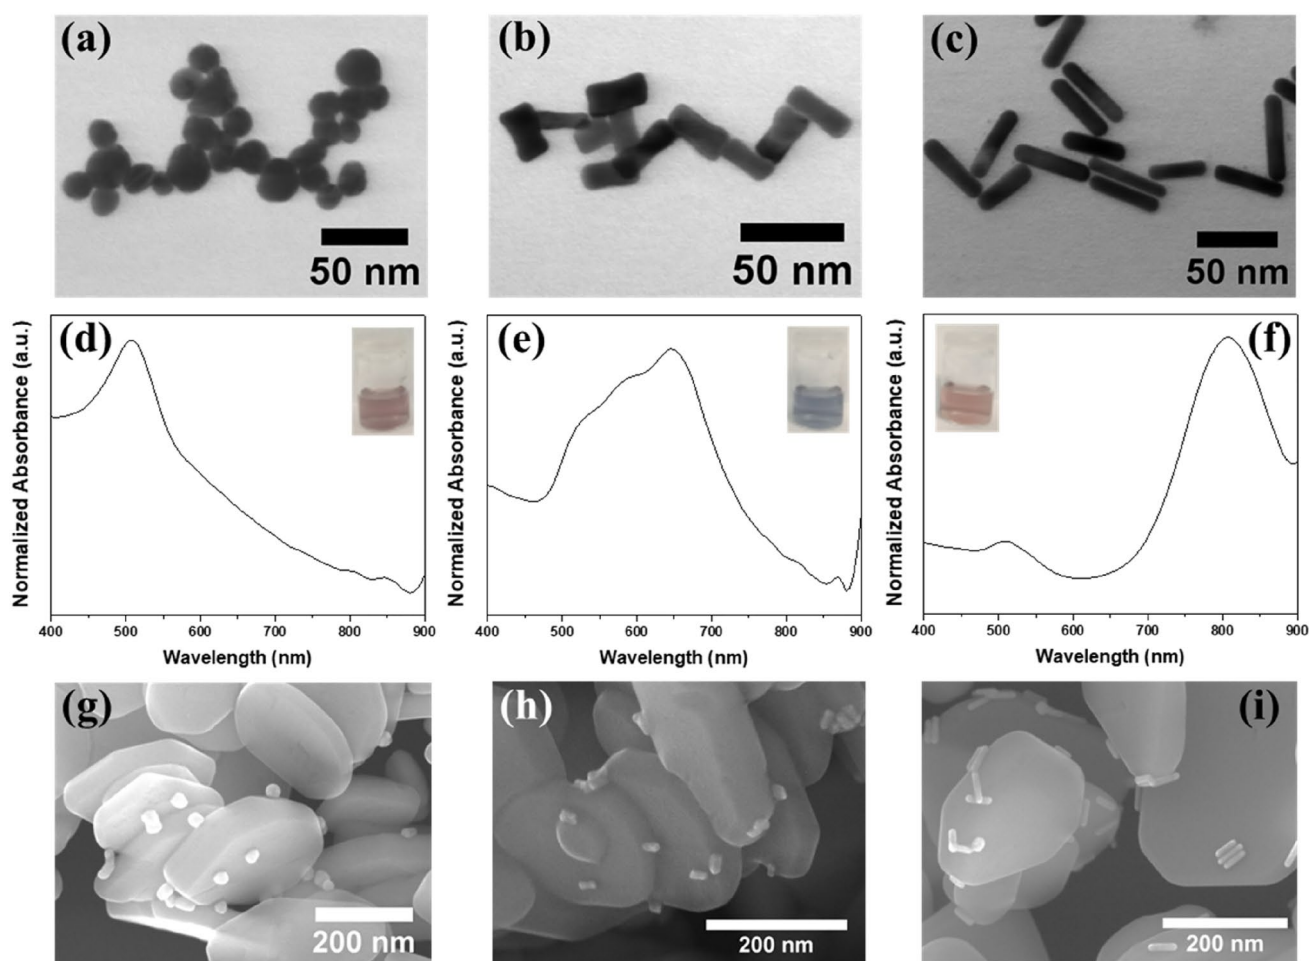 (a)
50 nm
(b)
50 nm
(c)
50 nm
Normalized Absorbance (a.u.)
(d)
400 500 600 700 800 900
Wavelength (nm)
Normalized Absorbance (a.u.)
(e)
400 500 600 700 800 900
Wavelength (nm)
Normalized Absorbance (a.u.)
(f)
400 500 600 700 800 900
Wavelength (nm)
(g)
200 nm
(h)
200 nm
(i)
200 nm